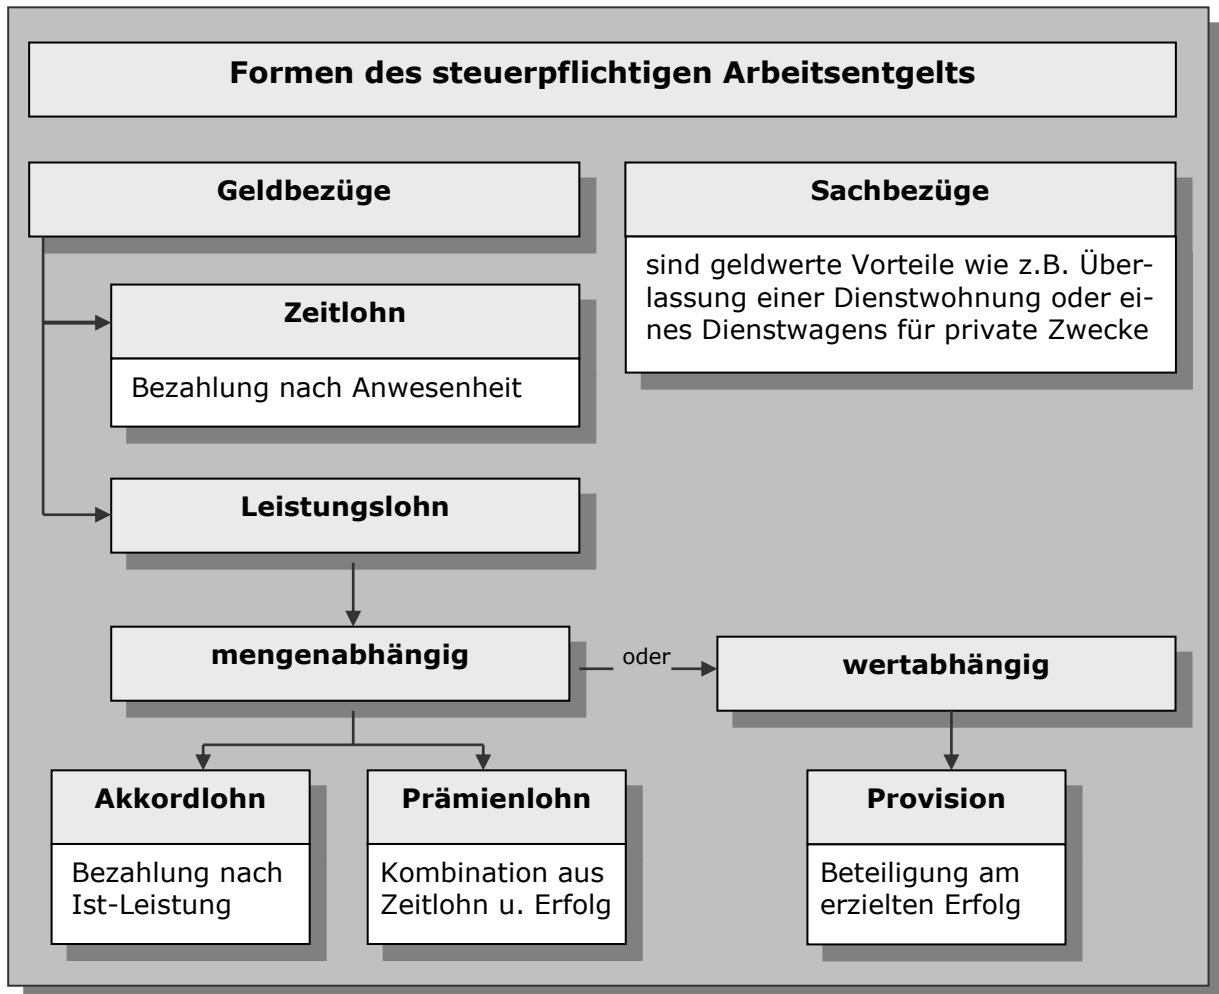 Formen des steuerpflichtigen Arbeitsentgelts
Geldbezüge
Sachbezüge
sind geldwerte Vorteile wie z.B. Über-
lassung einer Dienstwohnung oder ei-
nes Dienstwagens für private Zwecke
Zeitlohn
Bezahlung nach Anwesenheit
Leistungslohn
mengenabhängig
oder
wertabhängig
Akkordlohn
Bezahlung nach
Ist-Leistung
Prämienlohn
Kombination aus
Zeitlohn u. Erfolg
Provision
Beteiligung am
erzielten Erfolg